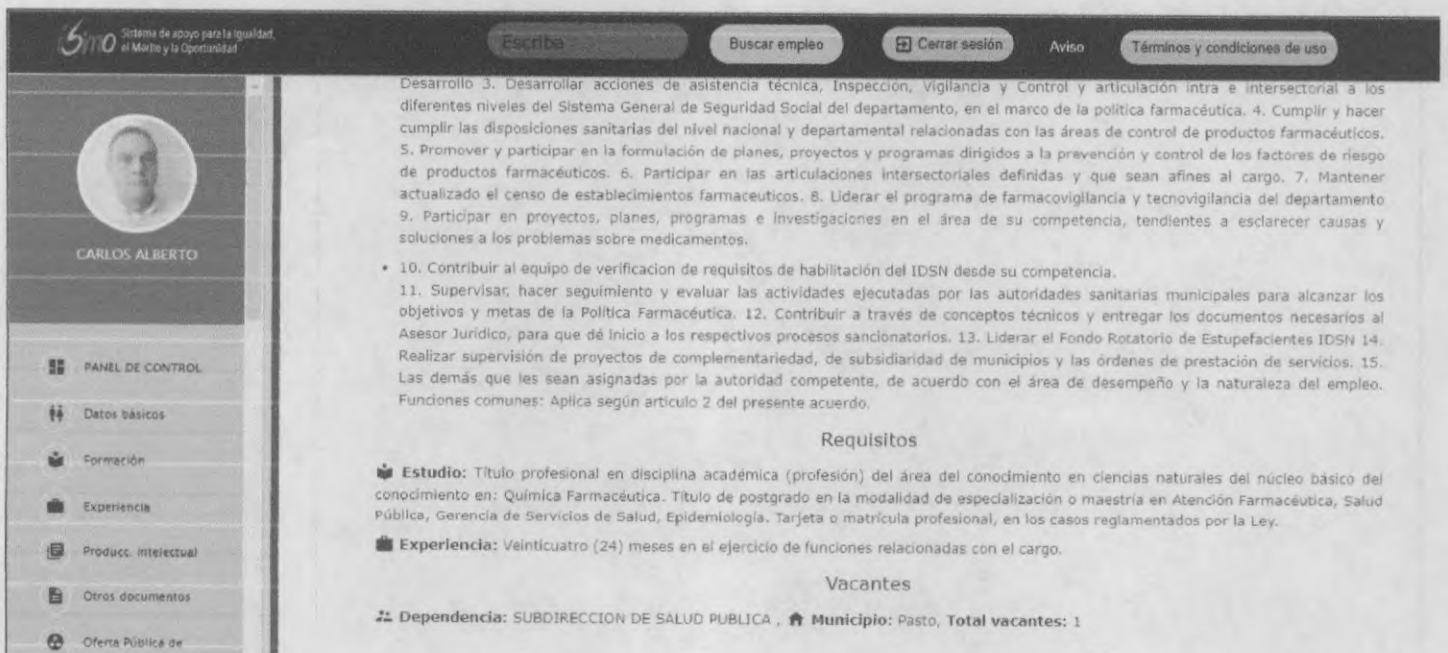 Simo Sistema de apoyo para la Igualdad,
el Mérito y la Oportunidad
Escriba
Buscar empleo
Cerrar sesión
Aviso
Términos y condiciones de uso
CARLOS ALBERTO
PANEL DE CONTROL
Datos básicos
Formación
Experiencia
Producc. intelectual
Otros documentos
Oferta Pública de
Desarrollo 3. Desarrollar acciones de asistencia técnica, Inspección, Vigilancia y Control y articulación intra e intersectorial a los
diferentes niveles del Sistema General de Seguridad Social del departamento, en el marco de la política farmacéutica. 4. Cumplir y hacer
cumplir las disposiciones sanitarias del nivel nacional y departamental relacionadas con las áreas de control de productos farmacéuticos.
5. Promover y participar en la formulación de planes, proyectos y programas dirigidos a la prevención y control de los factores de riesgo
de productos farmacéuticos. 6. Participar en las articulaciones intersectoriales definidas y que sean afines al cargo. 7. Mantener
actualizado el censo de establecimientos farmaceuticos. 8. Liderar el programa de farmacovigilancia y tecnovigilancia del departamento
9. Participar en proyectos, planes, programas e investigaciones en el área de su competencia, tendientes a esclarecer causas y
soluciones a los problemas sobre medicamentos.
• 10. Contribuir al equipo de verificacion de requisitos de habilitación del IDSN desde su competencia.
11. Supervisar, hacer seguimiento y evaluar las actividades ejecutadas por las autoridades sanitarias municipales para alcanzar los
objetivos y metas de la Política Farmacéutica. 12. Contribuir a través de conceptos técnicos y entregar los documentos necesarios al
Asesor Jurídico, para que dé inicio a los respectivos procesos sancionatorios. 13. Liderar el Fondo Rotatorio de Estupefacientes IDSN 14.
Realizar supervisión de proyectos de complementariedad, de subsidiaridad de municipios y las órdenes de prestación de servicios. 15.
Las demás que les sean asignadas por la autoridad competente, de acuerdo con el área de desempeño y la naturaleza del empleo.
Funciones comunes: Aplica según articulo 2 del presente acuerdo.
Requisitos
Estudio: Título profesional en disciplina académica (profesión) del área del conocimiento en ciencias naturales del núcleo básico del
conocimiento en: Química Farmacéutica. Título de postgrado en la modalidad de especialización o maestría en Atención Farmacéutica, Salud
Pública, Gerencia de Servicios de Salud, Epidemiología. Tarjeta o matrícula profesional, en los casos reglamentados por la Ley.
Experiencia: Veinticuatro (24) meses en el ejercicio de funciones relacionadas con el cargo.
Vacantes
Dependencia: SUBDIRECCION DE SALUD PUBLICA , Municipio: Pasto, Total vacantes: 1